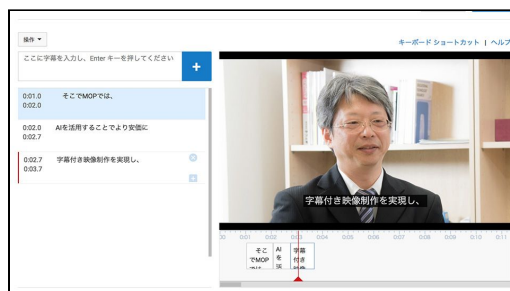 操作
キーボード ショートカット | ヘルプ
ここに字幕を入力し、Enter キーを押してください
+
0:01.0 そこでMOPでは、
0:02.0
0:02.0 AIを活用することでより安価に
0:02.7
0:02.7 字幕付き映像制作を実現し、
0:03.7
字幕付き映像制作を実現し、
0:01 0:02 0:03 0:04 0:05 0:06 0:07 0:08 0:09 0:10 0:11
そこ AI 字幕
でMOP を 付き